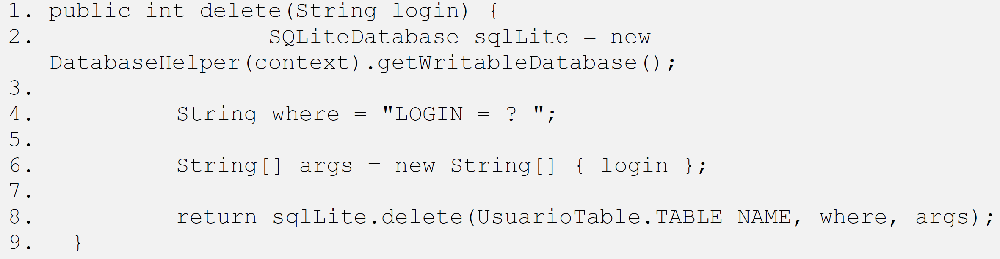 1. public int delete(String login) {
2. SQLiteDatabase sqlLite = new
DatabaseHelper(context).getWritableDatabase();
3.
4. String where = "LOGIN = ? ";
5.
6. String[] args = new String[] { login };
7.
8. return sqlLite.delete(UsuarioTable.TABLE_NAME, where, args);
9. }